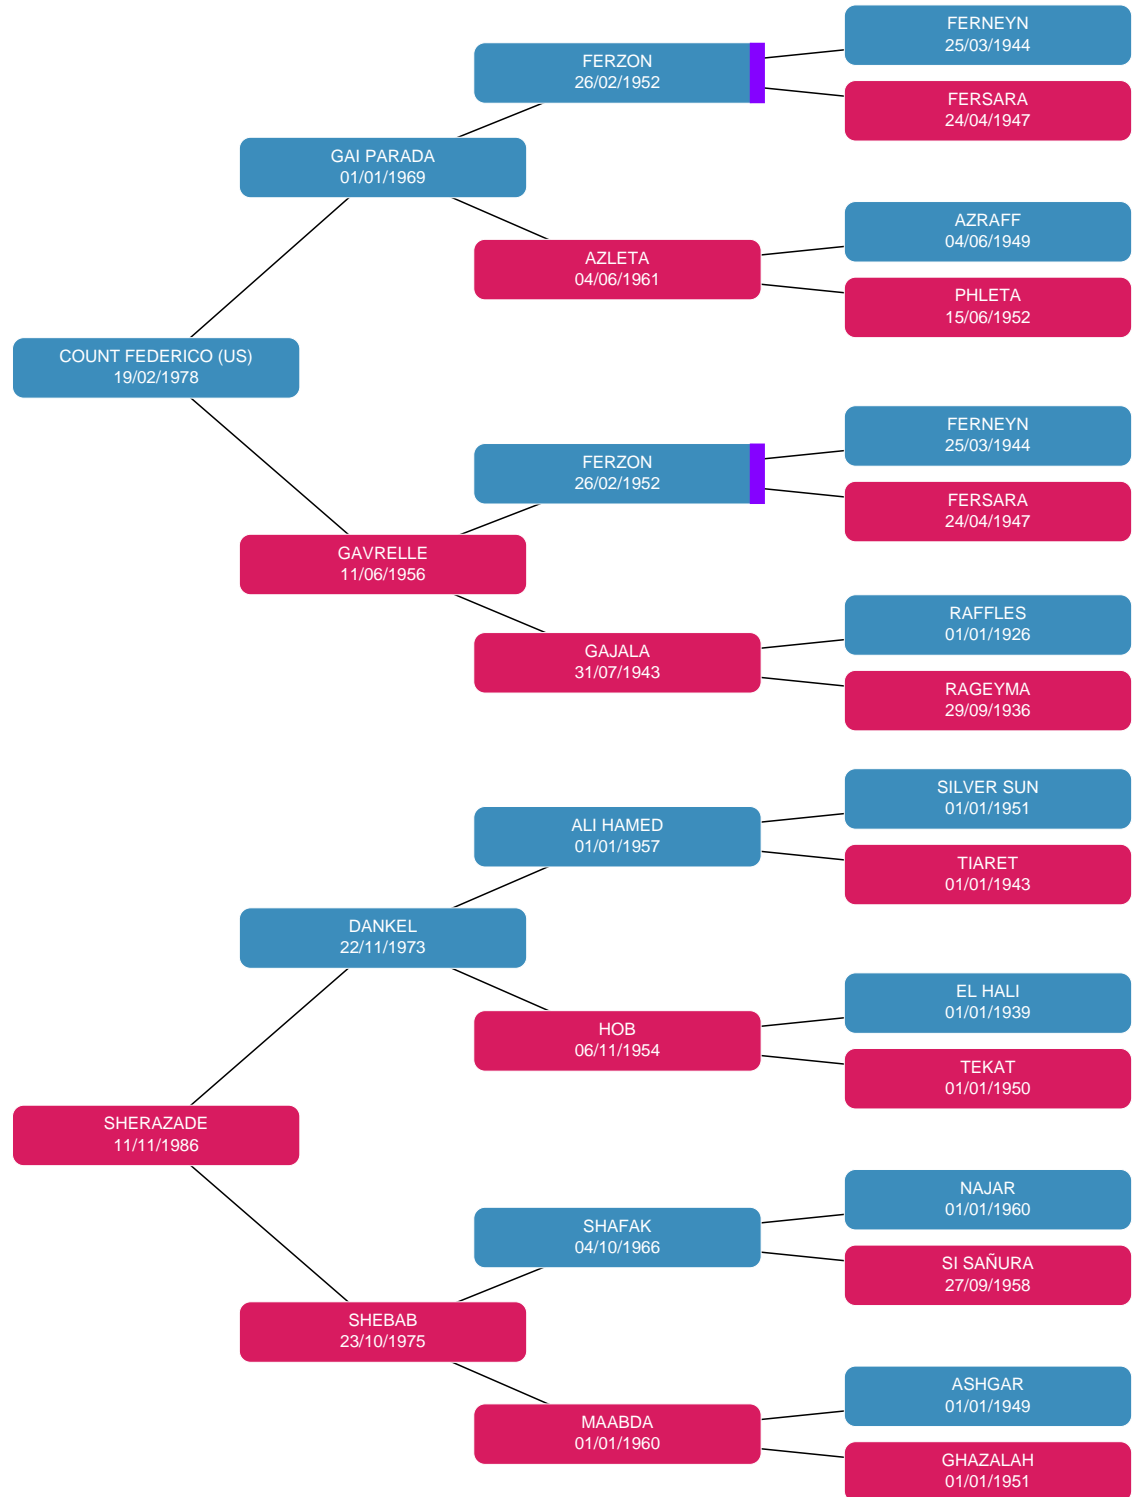 FERNEYN
25/03/1944
FERZON
26/02/1952
FERSARA
24/04/1947
GAI PARADA
01/01/1969
AZRAFF
04/06/1949
AZLETA
04/06/1961
PHLETA
15/06/1952
COUNT FEDERICO (US)
19/02/1978
FERNEYN
25/03/1944
FERZON
26/02/1952
FERSARA
24/04/1947
GAVRELLE
11/06/1956
RAFFLES
01/01/1926
GAJALA
31/07/1943
RAGEYMA
29/09/1936
SILVER SUN
01/01/1951
ALI HAMED
01/01/1957
TIARET
01/01/1943
DANKEL
22/11/1973
EL HALI
01/01/1939
HOB
06/11/1954
TEKAT
01/01/1950
SHERAZADE
11/11/1986
NAJAR
01/01/1960
SHAFAK
04/10/1966
SI SAÑURA
27/09/1958
SHEBAB
23/10/1975
ASHGAR
01/01/1949
MAABDA
01/01/1960
GHAZALAH
01/01/1951